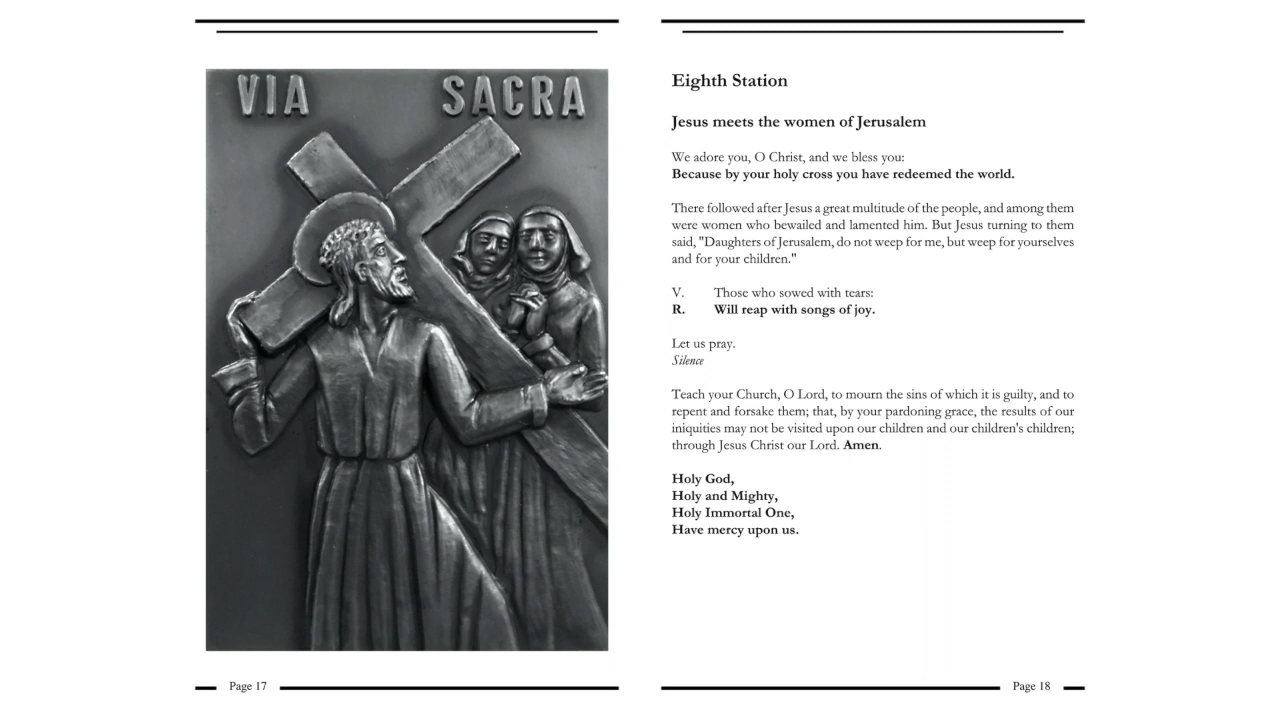 VIA SACRA
Page 17
Eighth Station
Jesus meets the women of Jerusalem
We adore you, O Christ, and we bless you:
Because by your holy cross you have redeemed the world.
There followed after Jesus a great multitude of the people, and among them
were women who bewailed and lamented him. But Jesus turning to them
said, "Daughters of Jerusalem, do not weep for me, but weep for yourselves
and for your children."
V. Those who sowed with tears:
R. Will reap with songs of joy.
Let us pray.
Silence
Teach your Church, O Lord, to mourn the sins of which it is guilty, and to
repent and forsake them; that, by your pardoning grace, the results of our
iniquities may not be visited upon our children and our children's children;
through Jesus Christ our Lord. Amen.
Holy God,
Holy and Mighty,
Holy Immortal One,
Have mercy upon us.
Page 18